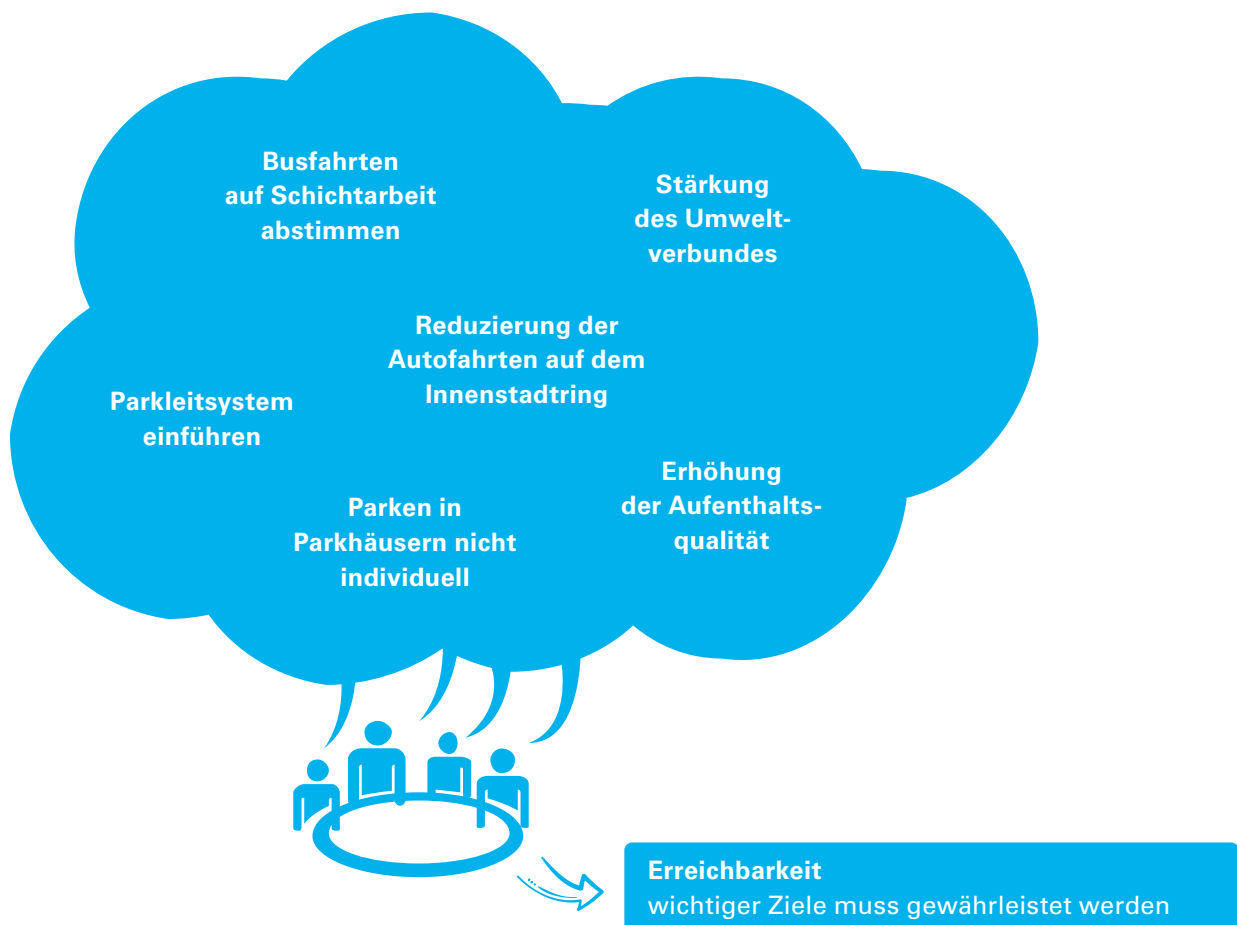 Busfahrten
auf Schichtarbeit
abstimmen
Stärkung
des Umwelt-
verbundes
Reduzierung der
Autofahrten auf dem
Innenstadtring
Parkleitsystem
einführen
Erhöhung
der Aufenthalts-
qualität
Parken in
Parkhäusern nicht
individuell
Erreichbarkeit
wichtiger Ziele muss gewährleistet werden